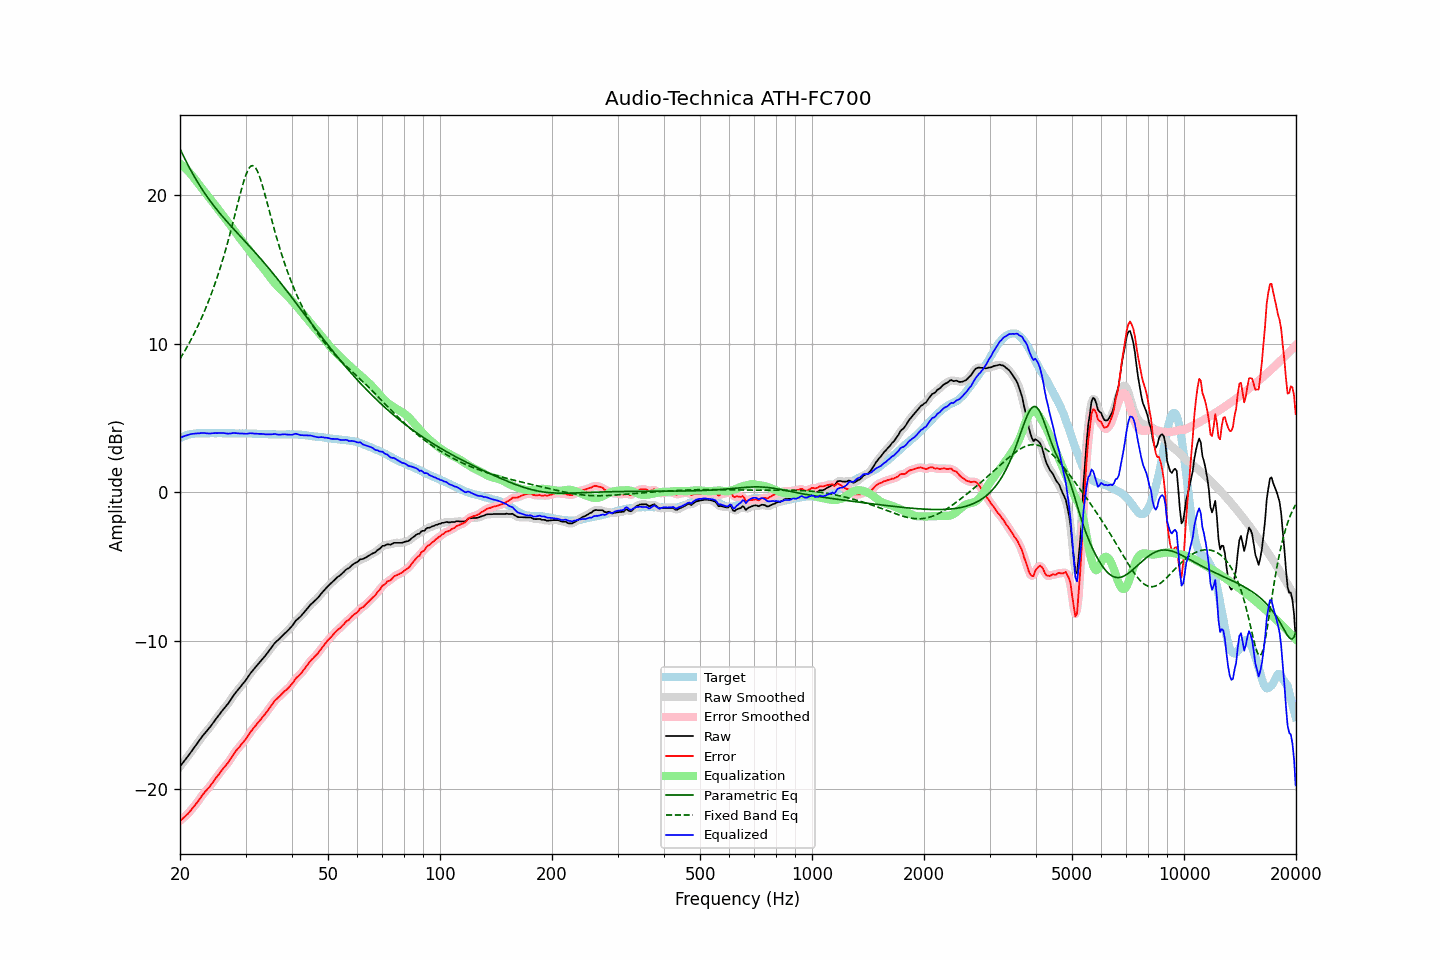 Audio-Technica ATH-FC700
Amplitude (dBr)
20
10
0
−10
−20
Target
Raw Smoothed
Error Smoothed
Raw
Error
Equalization
Parametric Eq
Fixed Band Eq
Equalized
20 50 100 200 500 1000 2000 5000 10000 20000
Frequency (Hz)